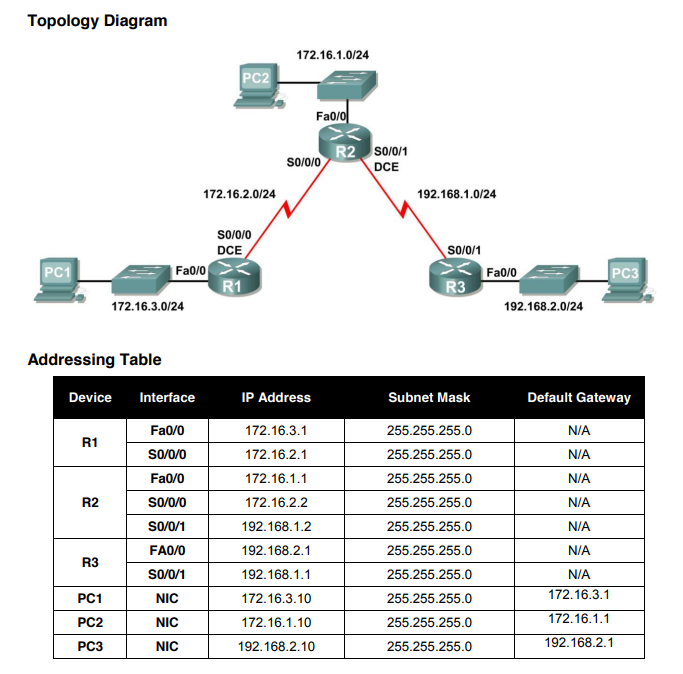 Topology Diagram
172.16.1.0/24
PC2
Fa0/0
R2
S0/0/1
S0/0/0
DCE
172.16.2.0/24
192.168.1.0/24
S0/0/0
DCE
S0/0/1
PC1
Fa0/0
R1
R3
Fa0/0
PC3
172.16.3.0/24
192.168.2.0/24
Addressing Table
Device Interface IP Address Subnet Mask Default Gateway
R1 Fa0/0 172.16.3.1 255.255.255.0 N/A
S0/0/0 172.16.2.1 255.255.255.0 N/A
R2 Fa0/0 172.16.1.1 255.255.255.0 N/A
S0/0/0 172.16.2.2 255.255.255.0 N/A
S0/0/1 192.168.1.2 255.255.255.0 N/A
R3 FA0/0 192.168.2.1 255.255.255.0 N/A
S0/0/1 192.168.1.1 255.255.255.0 N/A
PC1 NIC 172.16.3.10 255.255.255.0 172.16.3.1
PC2 NIC 172.16.1.10 255.255.255.0 172.16.1.1
PC3 NIC 192.168.2.10 255.255.255.0 192.168.2.1